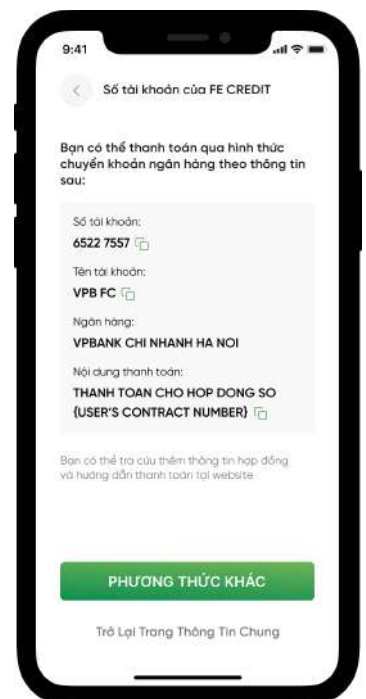 9:41
Số tài khoản của FE CREDIT
Bạn có thể thanh toán qua hình thức
chuyển khoản ngân hàng theo thông tin
sau:
Số tài khoản:
6522 7557
Tên tài khoản:
VPB FC
Ngân hàng:
VPBANK CHI NHANH HA NOI
Nội dung thanh toán:
THANH TOAN CHO HOP DONG SO
{USER'S CONTRACT NUMBER}
Bạn có thể tra cứu thêm thông tin hợp đồng
và hướng dẫn thanh toán tại website
PHƯƠNG THỨC KHÁC
Trở Lại Trang Thông Tin Chung